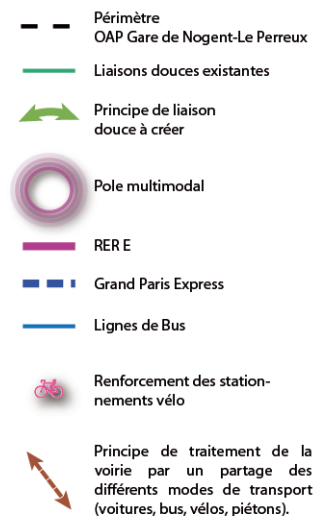 Périmètre
OAP Gare de Nogent-Le Perreux
Liaisons douces existantes
Principe de liaison
douce à créer
Pole multimodal
RER E
Grand Paris Express
Lignes de Bus
Renforcement des station-
nements vélo
Principe de traitement de la
voirie par un partage des
différents modes de transport
(voitures, bus, vélos, piétons).